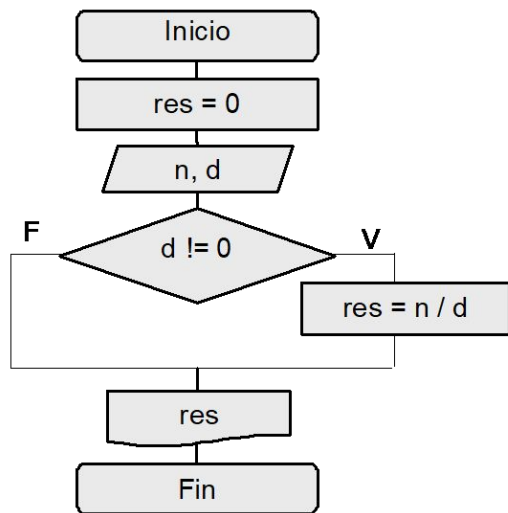 Inicio
res = 0
n, d
F
d != 0
V
res = n / d
res
Fin